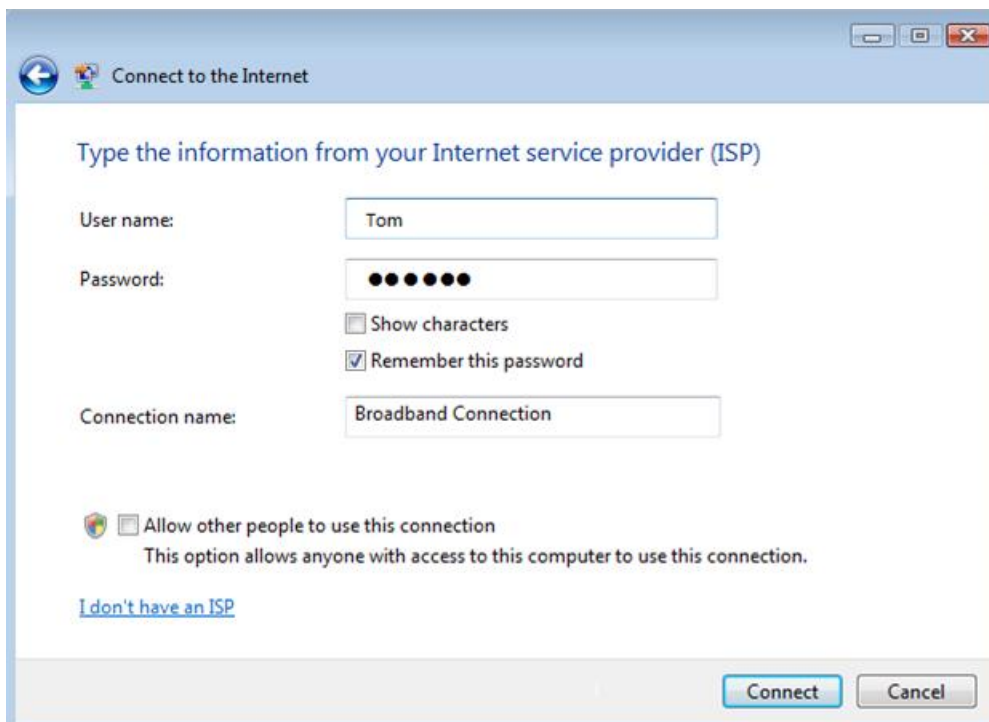 Connect to the Internet
Type the information from your Internet service provider (ISP)
User name: Tom
Password: ●●●●●●
Show characters
Remember this password
Connection name: Broadband Connection
Allow other people to use this connection
This option allows anyone with access to this computer to use this connection.
I don't have an ISP
Connect Cancel